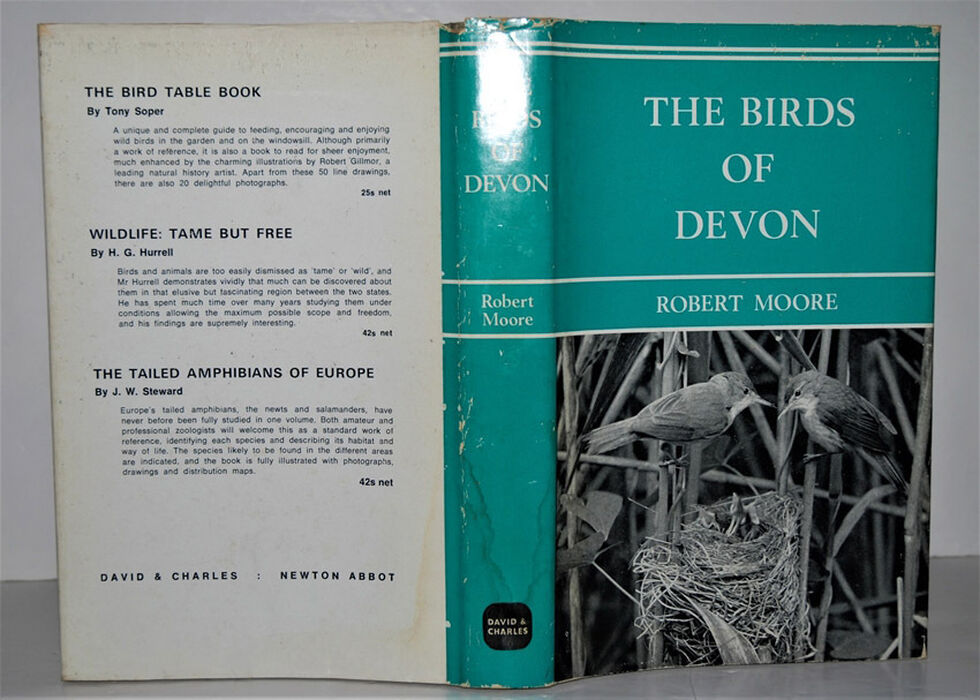 THE BIRD TABLE BOOK
By Tony Soper
A unique and complete guide to feeding, encouraging and enjoying
wild birds in the garden and on the windowsill. Although primarily
a work of reference, it is also a book to read for sheer enjoyment,
much enhanced by the charming illustrations by Robert Gillmor, a
leading natural history artist. Apart from these 50 line drawings,
there are also 20 delightful photographs.
25s net
WILDLIFE: TAME BUT FREE
By H. G. Hurrell
Birds and animals are too easily dismissed as 'tame' or 'wild', and
Mr Hurrell demonstrates vividly that much can be discovered about
them in that elusive but fascinating region between the two states.
He has spent much time over many years studying them under
conditions allowing the maximum possible scope and freedom,
and his findings are supremely interesting.
42s net
THE TAILED AMPHIBIANS OF EUROPE
By J. W. Steward
Europe's tailed amphibians, the newts and salamanders, have
never before been fully studied in one volume. Both amateur and
professional zoologists will welcome this as a standard work of
reference, identifying each species and describing its habitat and
way of life. The species likely to be found in the different areas
are indicated, and the book is fully illustrated with photographs,
drawings and distribution maps.
42s net
DAVID & CHARLES : NEWTON ABBOT
BIRDS
OF
DEVON
Robert
Moore
DAVID &
CHARLES
THE BIRDS
OF
DEVON
ROBERT MOORE